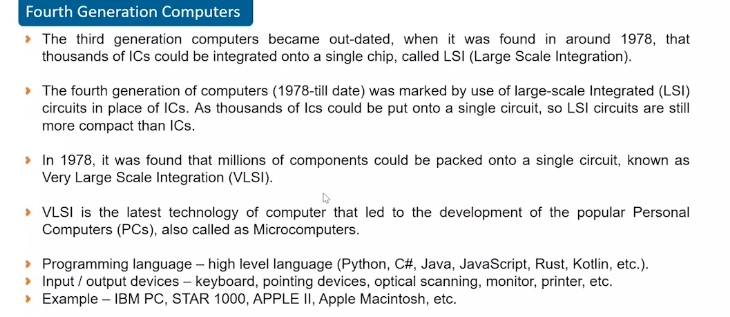 Fourth Generation Computers
The third generation computers became out-dated, when it was found in around 1978, that
thousands of ICs could be integrated onto a single chip, called LSI (Large Scale Integration).
The fourth generation of computers (1978-till date) was marked by use of large-scale Integrated (LSI)
circuits in place of ICs. As thousands of Ics could be put onto a single circuit, so LSI circuits are still
more compact than ICs.
In 1978, it was found that millions of components could be packed onto a single circuit, known as
Very Large Scale Integration (VLSI).
VLSI is the latest technology of computer that led to the development of the popular Personal
Computers (PCs), also called as Microcomputers.
Programming language – high level language (Python, C#, Java, JavaScript, Rust, Kotlin, etc.).
Input / output devices – keyboard, pointing devices, optical scanning, monitor, printer, etc.
Example – IBM PC, STAR 1000, APPLE II, Apple Macintosh, etc.